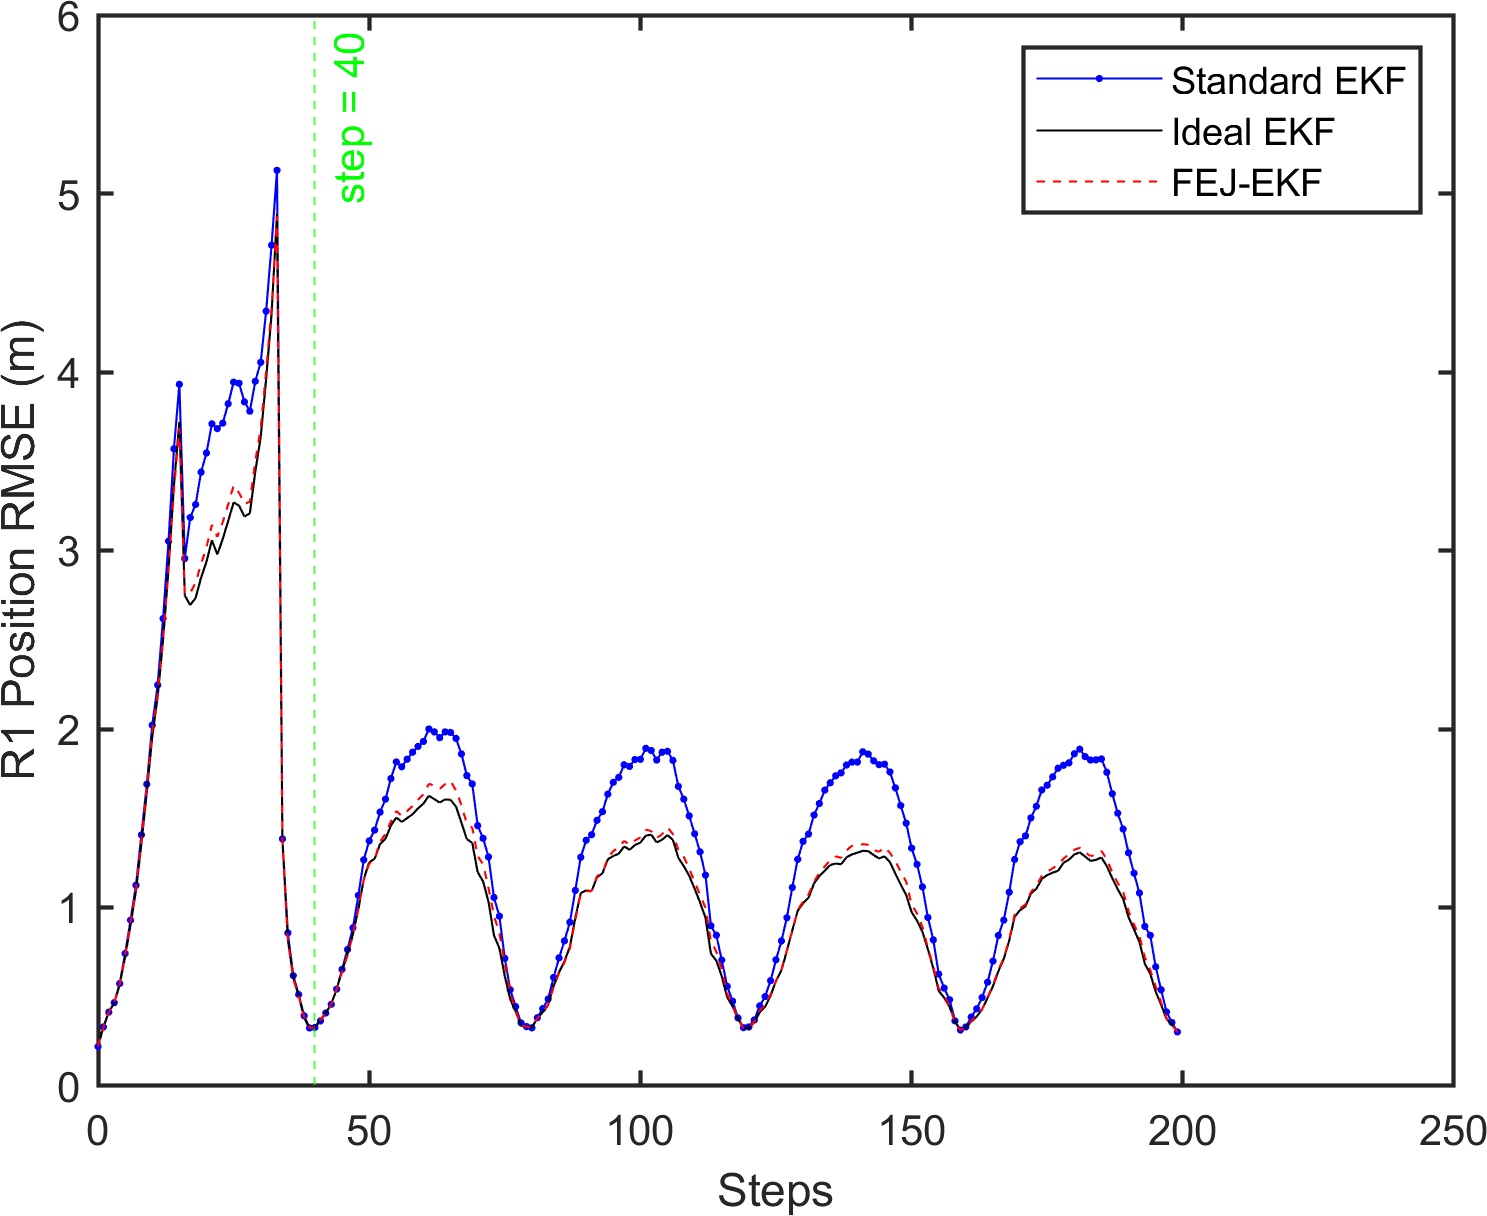 6
5
4
3
2
1
0
R1 Position RMSE (m)
step = 40
Standard EKF
Ideal EKF
FEJ-EKF
0 50 100 150 200 250
Steps